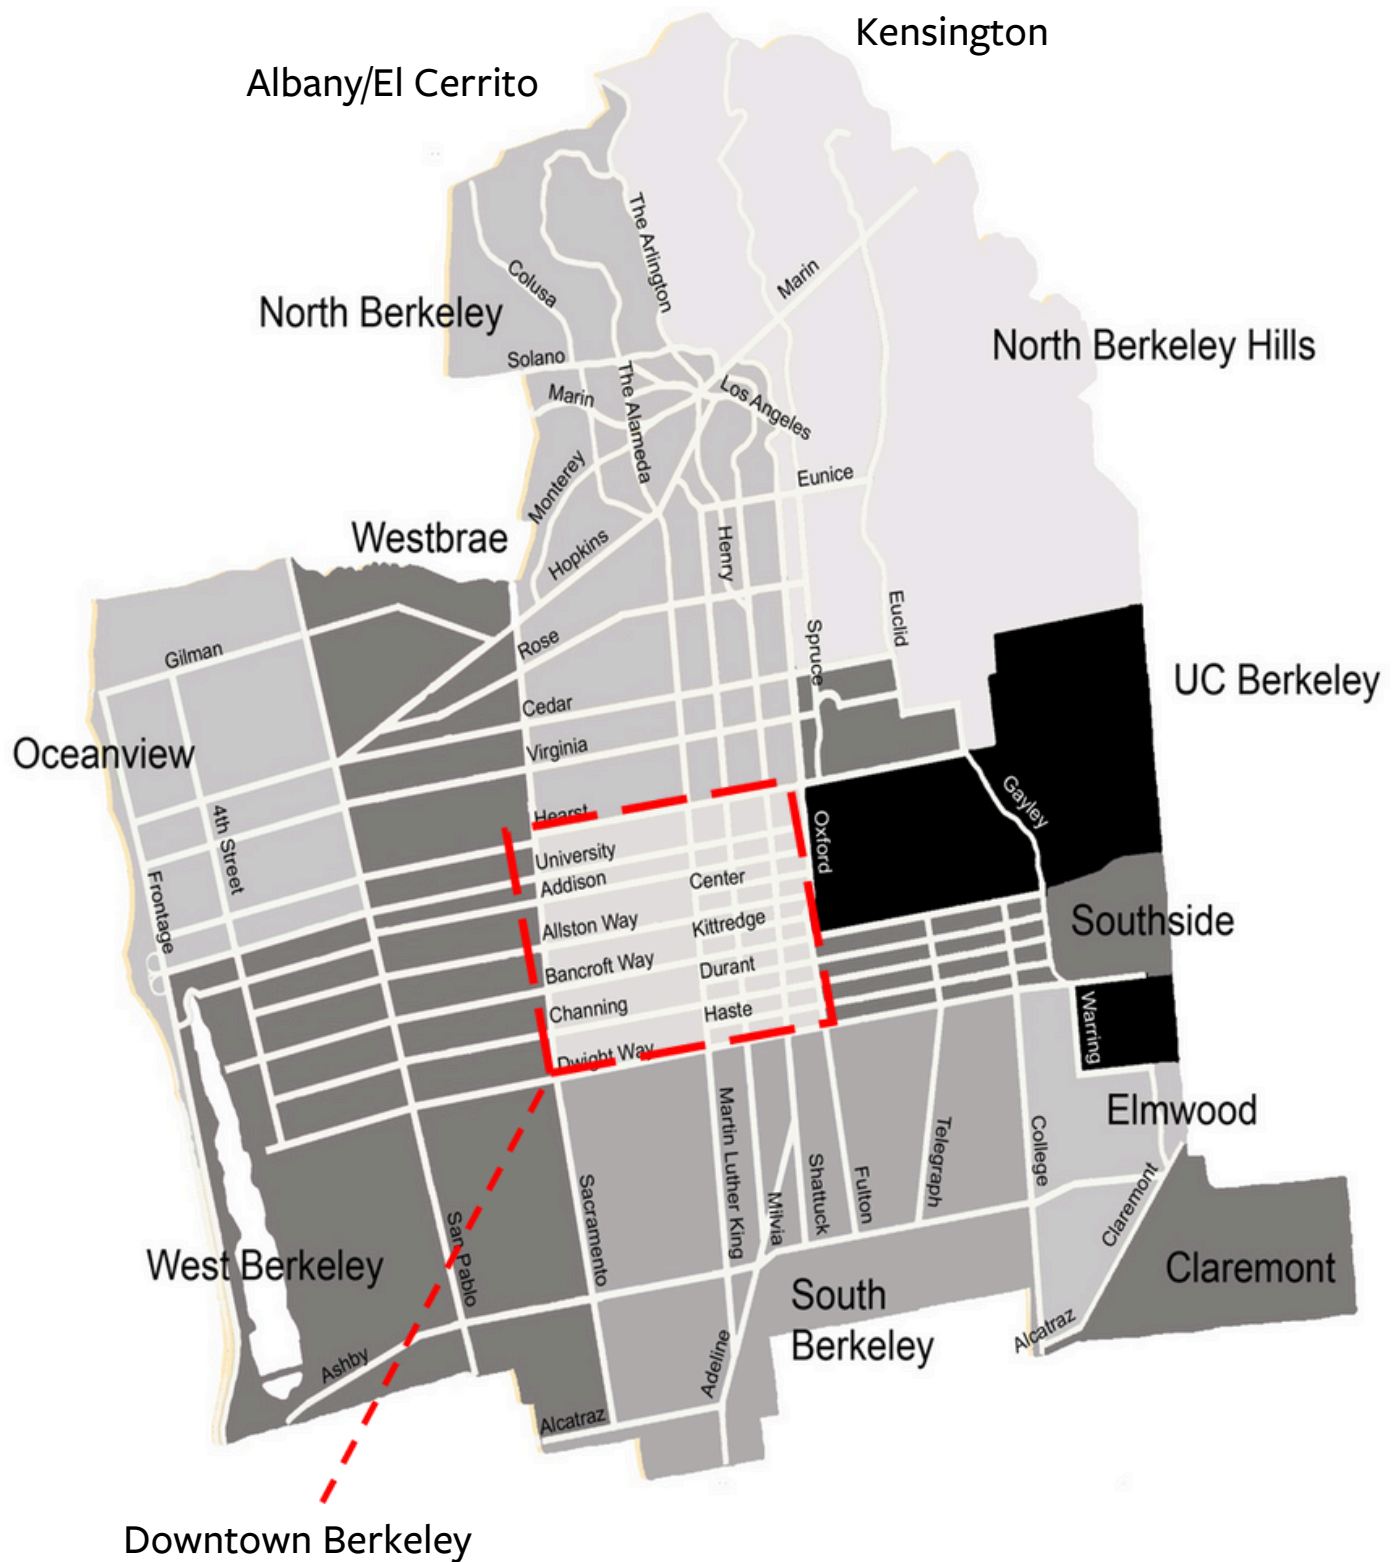 Kensington
Albany/El Cerrito
The Arlington
Colusa
Marin
North Berkeley
North Berkeley Hills
Solano
Marin
The Alameda
Los Angeles
Monterey
Eunice
Westbrae
Hopkins
Henry
Euclid
Rose
Spruce
Gilman
UC Berkeley
Cedar
Virginia
Oceanview
4th Street
Hearst
Gayley
Oxford
University
Addison
Center
Frontage
Allston Way
Kittredge
Southside
Bancroft Way
Durant
Channing
Haste
Warring
Dwight Way
Elmwood
Martin Luther King
Milvia
Shattuck
Fulton
Telegraph
College
Claremont
Sacramento
San Pablo
West Berkeley
Claremont
South
Berkeley
Alcatraz
Adeline
Ashby
Alcatraz
Downtown Berkeley